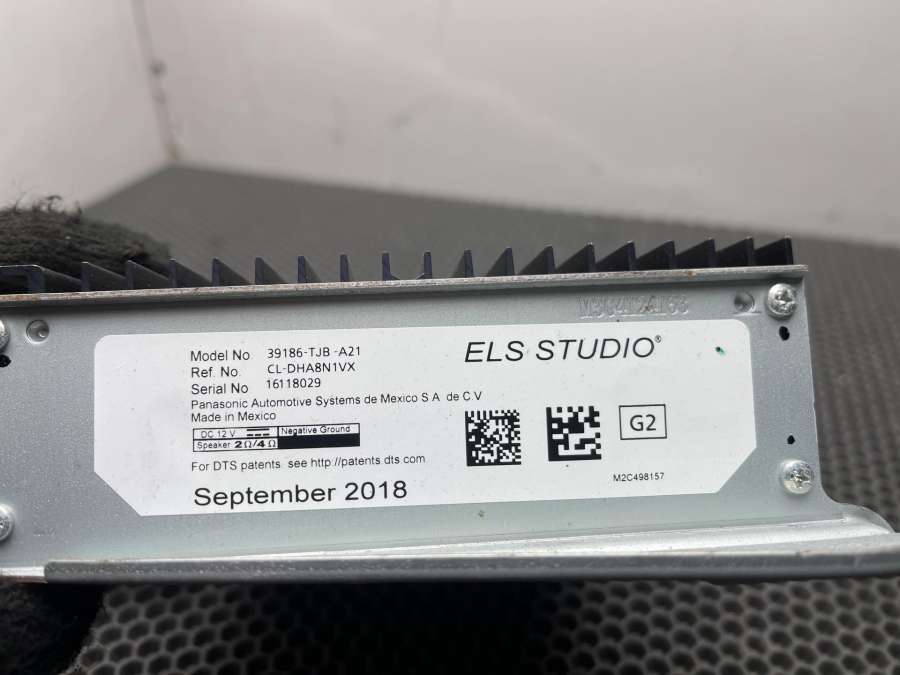 Model No 39186-TJB -A21
Ref. No. CL-DHA8N1VX
Serial No 16118029
Panasonic Automotive Systems de Mexico S A de C.V
Made in Mexico
DC 12 V Negative Ground
Speaker 2Ω/4Ω
For DTS patents see http://patents dts com.
September 2018
ELS STUDIO®
G2
M2C498157